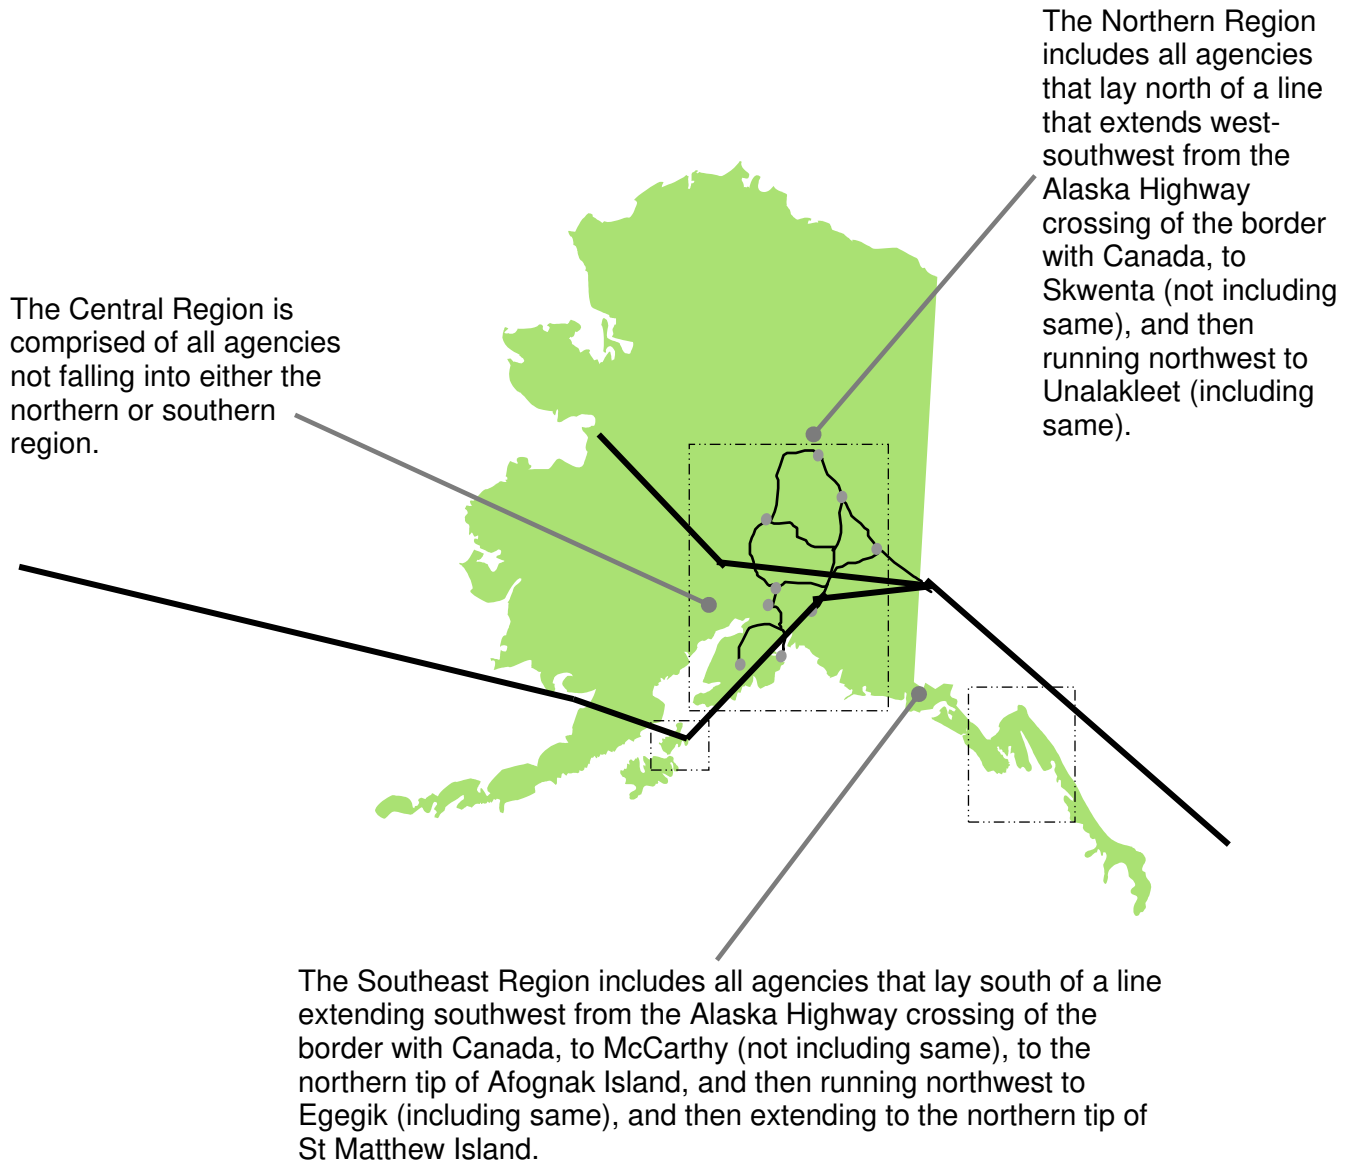 The Northern Region
includes all agencies
that lay north of a line
that extends west-
southwest from the
Alaska Highway
crossing of the border
with Canada, to
Skwenta (not including
same), and then
running northwest to
Unalakleet (including
same).
The Central Region is
comprised of all agencies
not falling into either the
northern or southern
region.
The Southeast Region includes all agencies that lay south of a line
extending southwest from the Alaska Highway crossing of the
border with Canada, to McCarthy (not including same), to the
northern tip of Afognak Island, and then running northwest to
Egegik (including same), and then extending to the northern tip of
St Matthew Island.